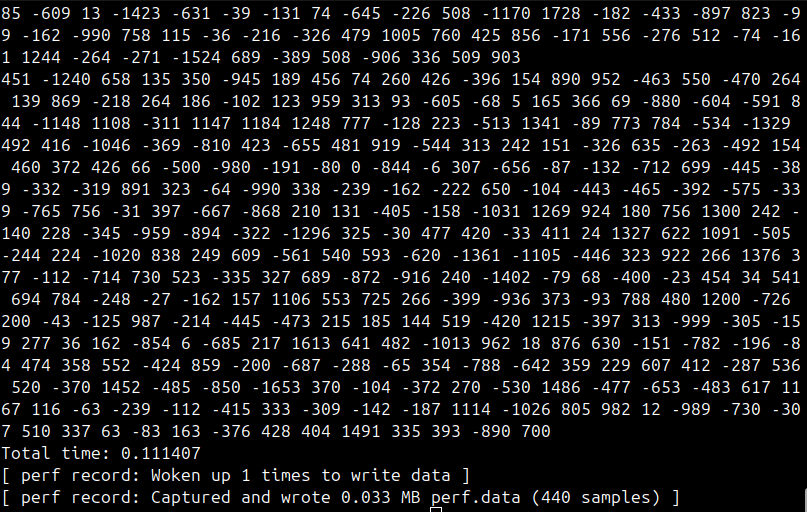 85 -609 13 -1423 -631 -39 -131 74 -645 -226 508 -1170 1728 -182 -433 -897 823 -9
9 -162 -990 758 115 -36 -216 -326 479 1005 760 425 856 -171 556 -276 512 -74 -16
1 1244 -264 -271 -1524 689 -389 508 -906 336 509 903
451 -1240 658 135 350 -945 189 456 74 260 426 -396 154 890 952 -463 550 -470 264
 139 869 -218 264 186 -102 123 959 313 93 -605 -68 5 165 366 69 -880 -604 -591 8
44 -1148 1108 -311 1147 1184 1248 777 -128 223 -513 1341 -89 773 784 -534 -1329
492 416 -1046 -369 -810 423 -655 481 919 -544 313 242 151 -326 635 -263 -492 154
 460 372 426 66 -500 -980 -191 -80 0 -844 -6 307 -656 -87 -132 -712 699 -445 -38
9 -332 -319 891 323 -64 -990 338 -239 -162 -222 650 -104 -443 -465 -392 -575 -33
9 -765 756 -31 397 -667 -868 210 131 -405 -158 -1031 1269 924 180 756 1300 242 -
140 228 -345 -959 -894 -322 -1296 325 -30 477 420 -33 411 24 1327 622 1091 -505
-244 224 -1020 838 249 609 -561 540 593 -620 -1361 -1105 -446 323 922 266 1376 3
77 -112 -714 730 523 -335 327 689 -872 -916 240 -1402 -79 68 -400 -23 454 34 541
 694 784 -248 -27 -162 157 1106 553 725 266 -399 -936 373 -93 788 480 1200 -726
200 -43 -125 987 -214 -445 -473 215 185 144 519 -420 1215 -397 313 -999 -305 -15
9 277 36 162 -854 6 -685 217 1613 641 482 -1013 962 18 876 630 -151 -782 -196 -8
4 474 358 552 -424 859 -200 -687 -288 -65 354 -788 -642 359 229 607 412 -287 536
 520 -370 1452 -485 -850 -1653 370 -104 -372 270 -530 1486 -477 -653 -483 617 11
67 116 -63 -239 -112 -415 333 -309 -142 -187 1114 -1026 805 982 12 -989 -730 -30
7 510 337 63 -83 163 -376 428 404 1491 335 393 -890 700
Total time: 0.111407
[ perf record: Woken up 1 times to write data ]
[ perf record: Captured and wrote 0.033 MB perf.data (440 samples) ]